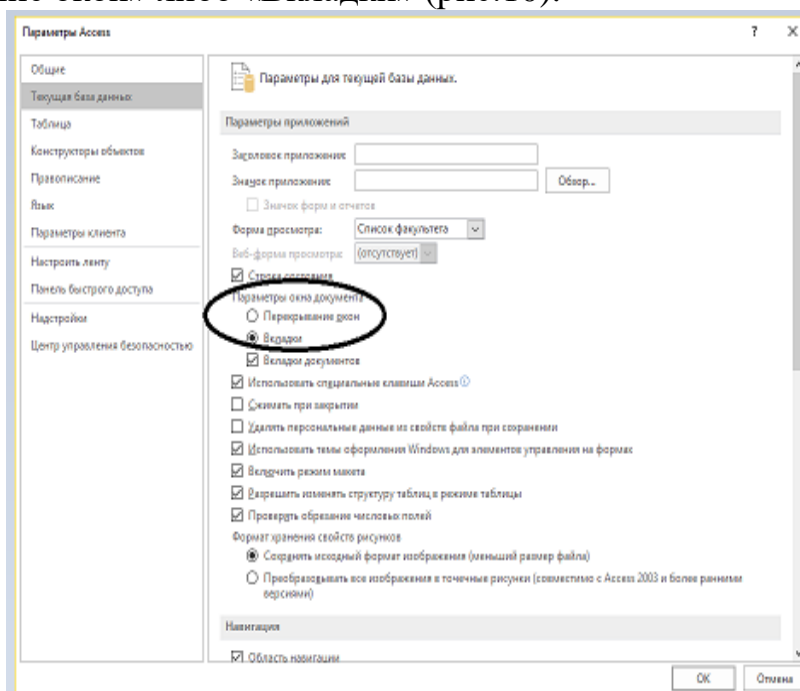 ние окон» либо «Вкладки» (рис.10).
Параметры Access ? ×
Общие
Текущая база данных
Таблица
Конструкторы объектов
Правописание
Язык
Параметры клиента
Настроить ленту
Панель быстрого доступа
Надстройки
Центр управления безопасностью
Параметры для текущей базы данных.
Параметры приложений
Заголовок приложения:
Значок приложения: Обзор...
Значок форм и отчетов
Форма просмотра: Список факультета
Веб-форма просмотра: (отсутствует)
Строка состояния
Параметры окна документа
Перекрывание окон
Вкладки
Вкладки документов
Использовать специальные клавиши Access
Сжимать при закрытии
Удалять персональные данные из свойств файла при сохранении
Использовать темы оформления Windows для элементов управления на формах
Включить режим макета
Разрешить изменять структуру таблиц в режиме таблицы
Проверять обрезание числовых полей
Формат хранения свойств рисунков
Сохранять исходный формат изображения (меньший размер файла)
Преобразовывать все изображения в точечные рисунки (совместимо с Access 2003 и более ранними
версиями)
Навигация
Область навигации
OK Отмена